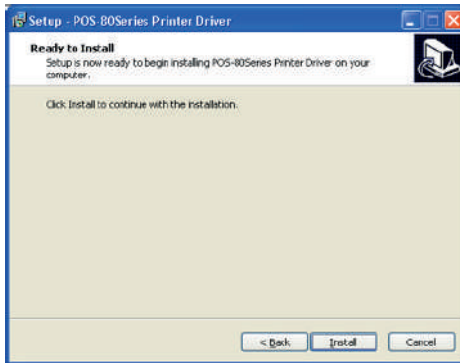 Setup - POS-80Series Printer Driver
Ready to Install
Setup is now ready to begin installing POS-80Series Printer Driver on your
computer.
Click Install to continue with the installation.
< Back Install Cancel